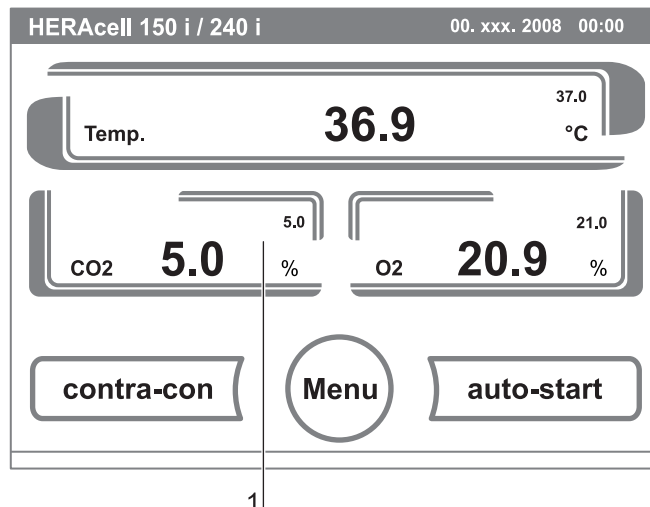 HERAcell 150 i / 240 i 00. xxx. 2008 00:00
37.0
Temp. 36.9 °C
5.0 21.0
CO2 5.0 % O2 20.9 %
contra-con Menu auto-start
1